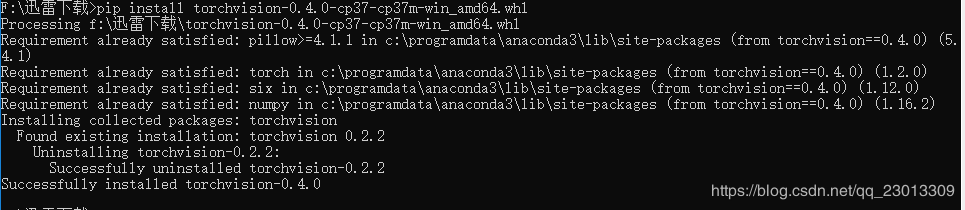 F:\迅雷下载>pip install torchvision-0.4.0-cp37-cp37m-win_amd64.whl
Processing f:\迅雷下载\torchvision-0.4.0-cp37-cp37m-win_amd64.whl
Requirement already satisfied: pillow>=4.1.1 in c:\programdata\anaconda3\lib\site-packages (from torchvision==0.4.0) (5.
4.1)
Requirement already satisfied: torch in c:\programdata\anaconda3\lib\site-packages (from torchvision==0.4.0) (1.2.0)
Requirement already satisfied: six in c:\programdata\anaconda3\lib\site-packages (from torchvision==0.4.0) (1.12.0)
Requirement already satisfied: numpy in c:\programdata\anaconda3\lib\site-packages (from torchvision==0.4.0) (1.16.2)
Installing collected packages: torchvision
  Found existing installation: torchvision 0.2.2
    Uninstalling torchvision-0.2.2:
      Successfully uninstalled torchvision-0.2.2
Successfully installed torchvision-0.4.0
https://blog.csdn.net/qq_23013309